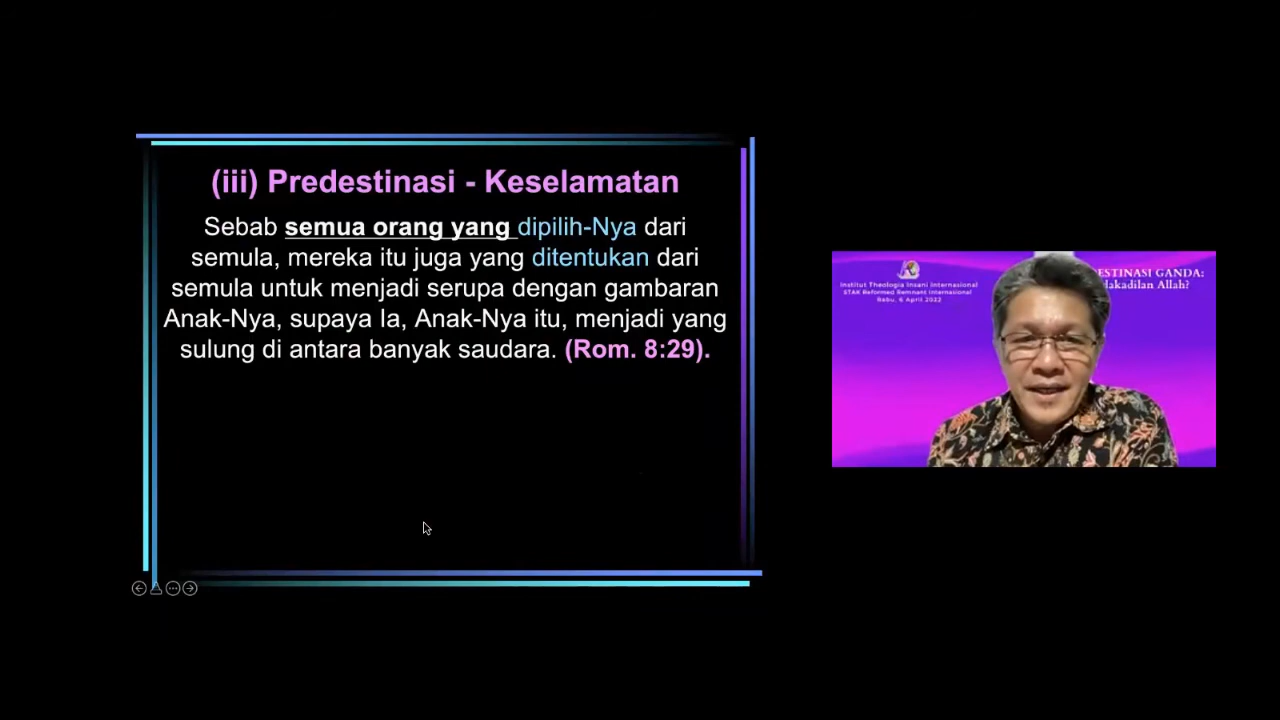 (iii) Predestinasi - Keselamatan
Sebab semua orang yang dipilih-Nya dari
semula, mereka itu juga yang ditentukan dari
semula untuk menjadi serupa dengan gambaran
Anak-Nya, supaya Ia, Anak-Nya itu, menjadi yang
sulung di antara banyak saudara. (Rom. 8:29).
Institut Theologia Insani Internasional
STAK Reformed Remnant Internasional
Rabu, 6 April 2022
ESTINASI GANDA:
dakadilan Allah?